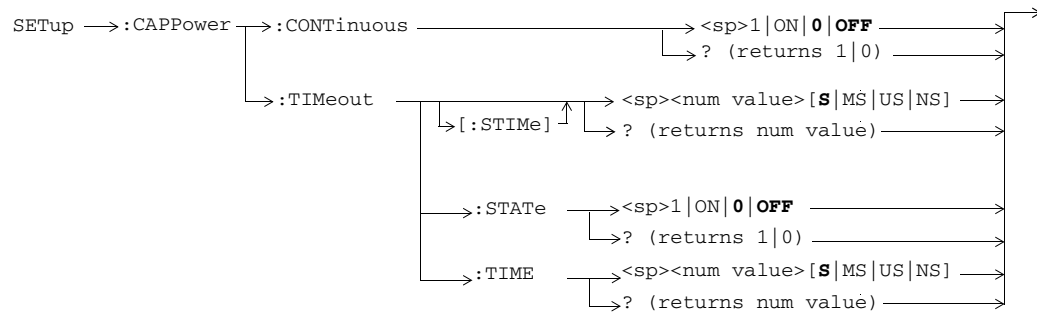 SETup :CAPPower :CONTinuous <sp>1|ON|0|OFF
? (returns 1|0)
:TIMeout <sp><num value>[S|MS|US|NS]
[:STIMe] ? (returns num value)
:STATe <sp>1|ON|0|OFF
? (returns 1|0)
:TIME <sp><num value>[S|MS|US|NS]
? (returns num value)